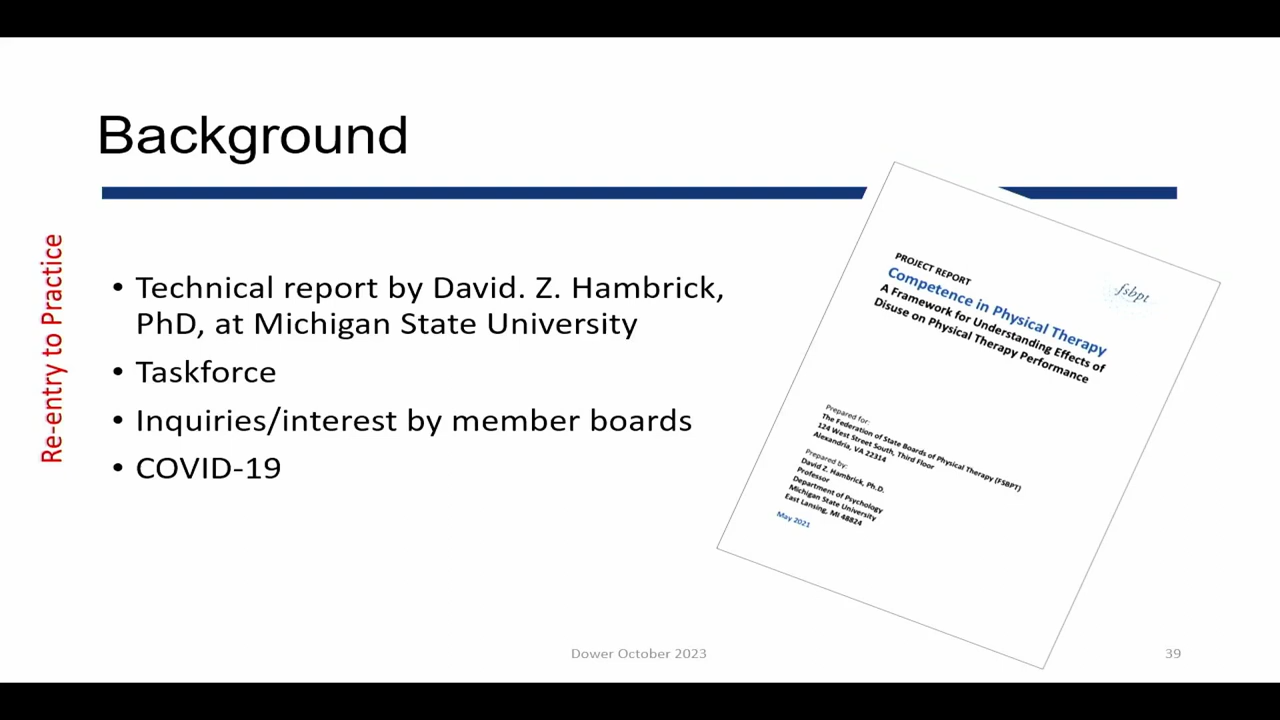 Background
Re-entry to Practice
• Technical report by David. Z. Hambrick,
PhD, at Michigan State University
• Taskforce
• Inquiries/interest by member boards
• COVID-19
PROJECT REPORT
fsbpt
Competence in Physical Therapy
A Framework for Understanding Effects of
Disuse on Physical Therapy Performance
Prepared for:
The Federation of State Boards of Physical Therapy (FSBPT)
124 West Street South, Third Floor
Alexandria, VA 22314
Prepared by:
David Z. Hambrick, Ph.D.
Professor
Department of Psychology
Michigan State University
East Lansing, MI 48824
May 2021
Dower October 2023
39